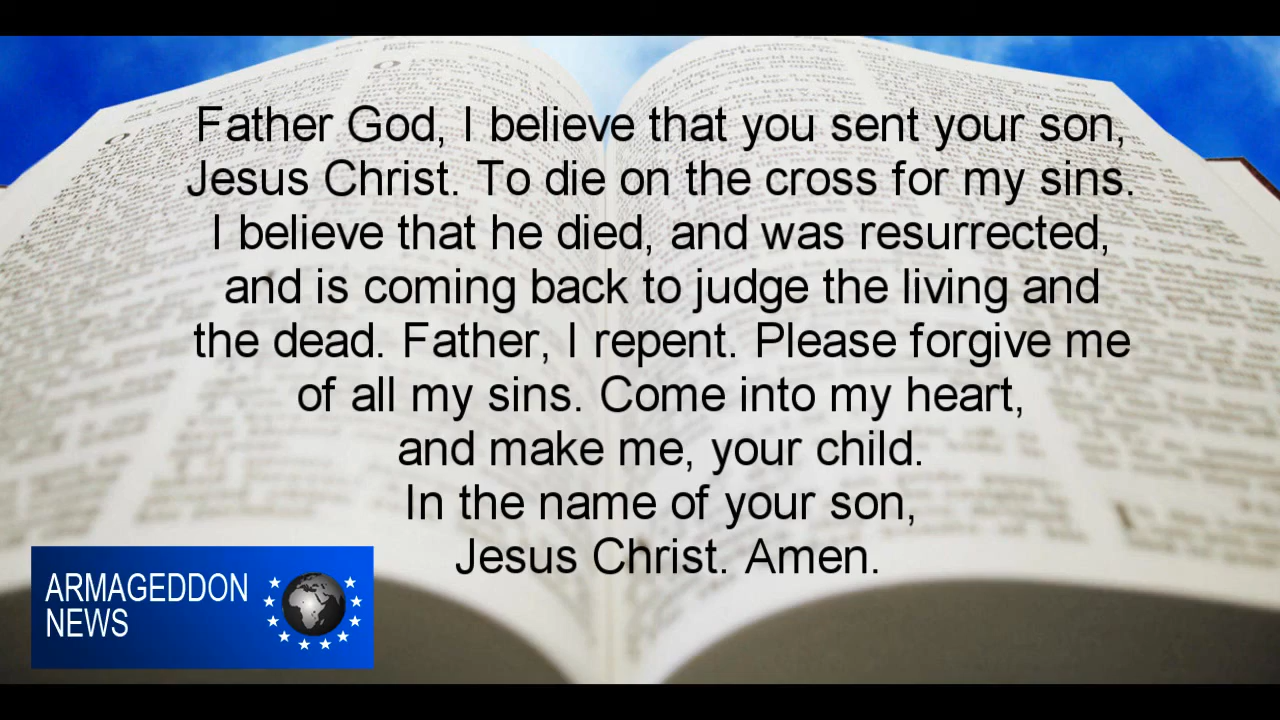 Father God, I believe that you sent your son,
Jesus Christ. To die on the cross for my sins.
I believe that he died, and was resurrected,
and is coming back to judge the living and
the dead. Father, I repent. Please forgive me
of all my sins. Come into my heart,
and make me, your child.
In the name of your son,
Jesus Christ. Amen.
ARMAGEDDON
NEWS